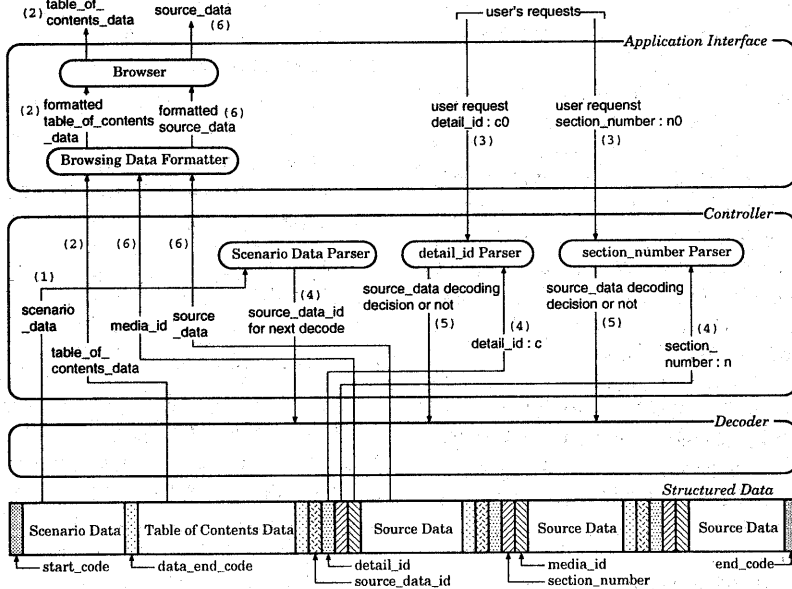 (2) table_of_
contents_data
source_data
(6)
user's requests
Application Interface
Browser
(2) formatted
table_of_contents
_data
formatted (6)
source_data
user request
detail_id : c0
(3)
user requenst
section_number : n0
(3)
Browsing Data Formatter
Controller
(2)
(6)
(6)
Scenario Data Parser
detail_id Parser
section_number Parser
(1)
scenario
_data
media_id
source
_data
(4)
source_data_id
for next decode
source_data decoding
decision or not
(5)
(4)
detail_id : c
source_data decoding
decision or not
(5)
(4)
section_
number : n
table_of_
contents_data
Decoder
Structured Data
Scenario Data
Table of Contents Data
Source Data
Source Data
Source Data
start_code
data_end_code
detail_id
source_data_id
media_id
section_number
end_code